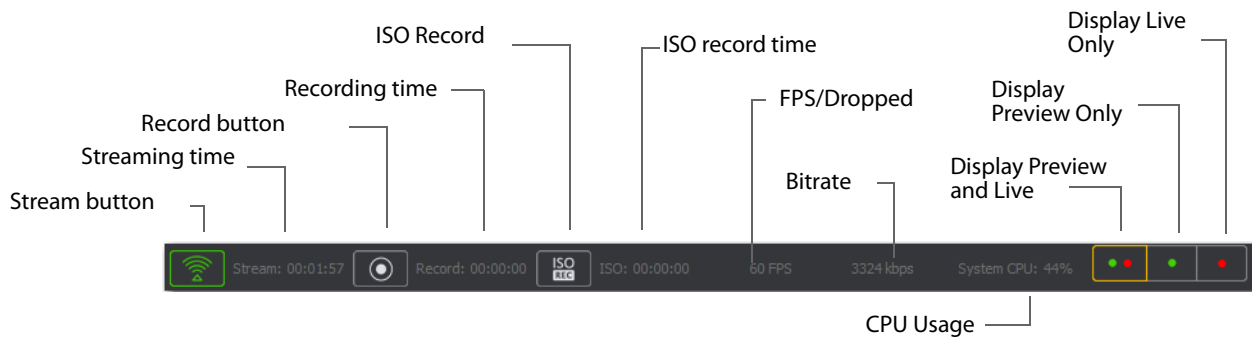 Display Live
Only
ISO Record
ISO record time
Recording time
FPS/Dropped
Display
Preview Only
Record button
Streaming time
Bitrate
Display Preview
and Live
Stream button
Stream: 00:01:57
Record: 00:00:00
ISO
REC
ISO: 00:00:00
60 FPS
3324 kbps
System CPU: 44%
CPU Usage